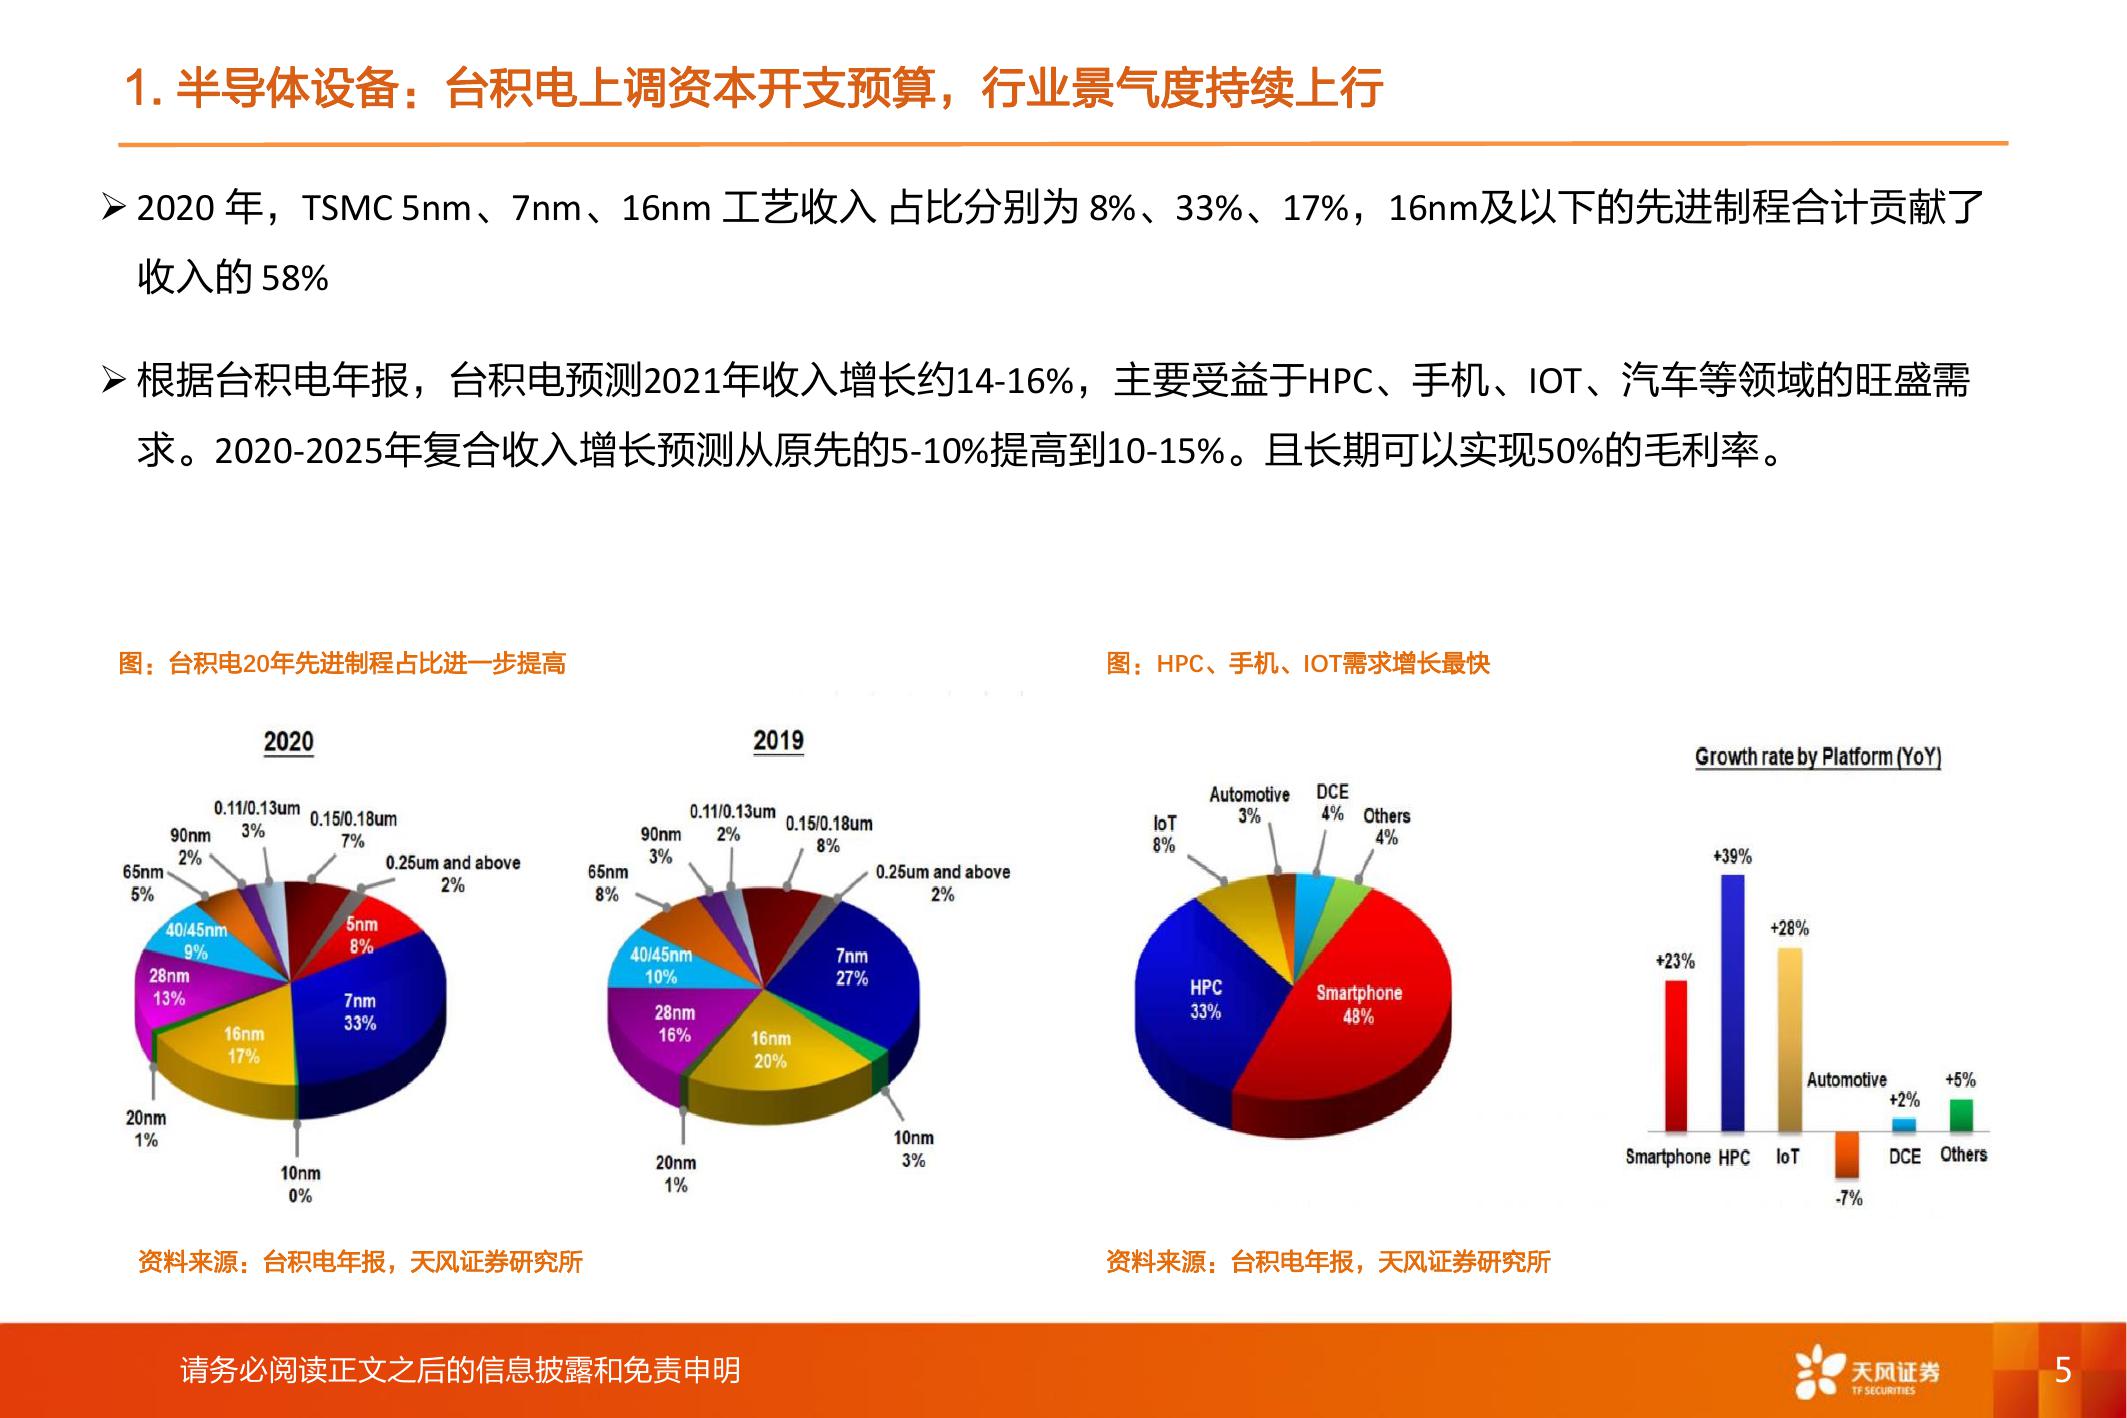 1. 半导体设备：台积电上调资本开支预算，行业景气度持续上行
➢ 2020 年，TSMC 5nm、7nm、16nm 工艺收入 占比分别为 8%、33%、17%，16nm及以下的先进制程合计贡献了
收入的 58%
➢ 根据台积电年报，台积电预测2021年收入增长约14-16%，主要受益于HPC、手机、IOT、汽车等领域的旺盛需
求。2020-2025年复合收入增长预测从原先的5-10%提高到10-15%。且长期可以实现50%的毛利率。
图：台积电20年先进制程占比进一步提高
2020
0.11/0.13um
3%
0.15/0.18um
7%
90nm
2%
0.25um and above
2%
65nm
5%
40/45nm
9%
5nm
8%
28nm
13%
7nm
33%
16nm
17%
20nm
1%
10nm
0%
2019
0.11/0.13um
2%
0.15/0.18um
8%
90nm
3%
0.25um and above
2%
65nm
8%
40/45nm
10%
7nm
27%
28nm
16%
16nm
20%
10nm
3%
20nm
1%
资料来源：台积电年报，天风证券研究所
图：HPC、手机、IOT需求增长最快
Automotive
3%
DCE
4%
Others
4%
IoT
8%
HPC
33%
Smartphone
48%
Growth rate by Platform (YoY)
+39%
+28%
+23%
Automotive
+2%
+5%
Smartphone HPC IoT DCE Others
-7%
资料来源：台积电年报，天风证券研究所
请务必阅读正文之后的信息披露和免责申明
天风证券
TF SECURITIES
5